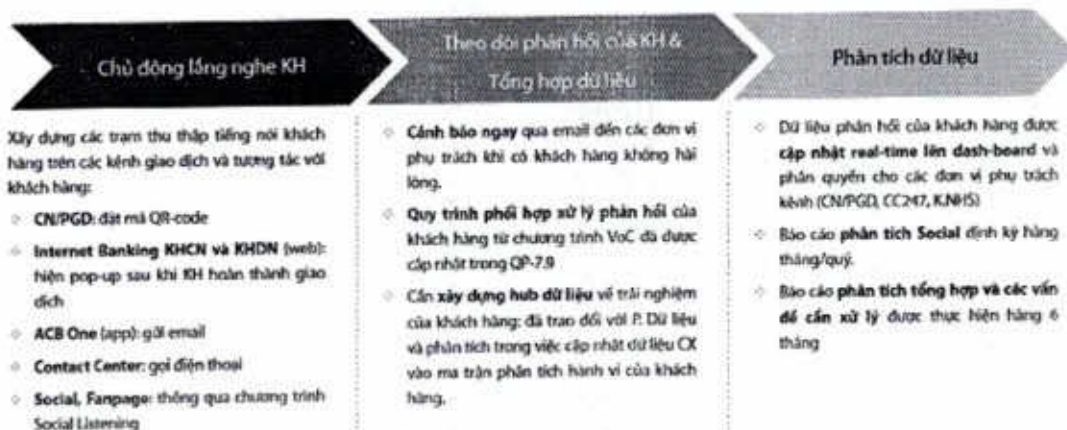 Chủ động lắng nghe KH
Xây dựng các trạm thu thập tiếng nói khách
hàng trên các kênh giao dịch và tương tác với
khách hàng:
CN/PGD: đặt mã QR-code
Internet Banking KHCN và KHDN (web):
hiện pop-up sau khi KH hoàn thành giao
dịch
ACB One (app): gửi email
Contact Center: gọi điện thoại
Social, Fanpage: thông qua chương trình
Social Listening
Theo dõi phản hồi của KH &
Tổng hợp dữ liệu
Cảnh báo ngay qua email đến các đơn vị
phụ trách khi có khách hàng không hài
lòng.
Quy trình phối hợp xử lý phản hồi của
khách hàng từ chương trình VoC đã được
cập nhật trong QP-7.9
Cần xây dựng hub dữ liệu về trải nghiệm
của khách hàng: đã trao đổi với P. Dữ liệu
và phân tích trong việc cập nhật dữ liệu CX
vào ma trận phân tích hành vi của khách
hàng.
Phân tích dữ liệu
Dữ liệu phản hồi của khách hàng được
cập nhật real-time lên dash-board và
phân quyền cho các đơn vị phụ trách
kênh (CN/PGD, CC247, K.NHS)
Báo cáo phân tích Social định kỳ hàng
tháng/quý.
Báo cáo phân tích tổng hợp và các vấn
đề cần xử lý được thực hiện hàng 6
tháng